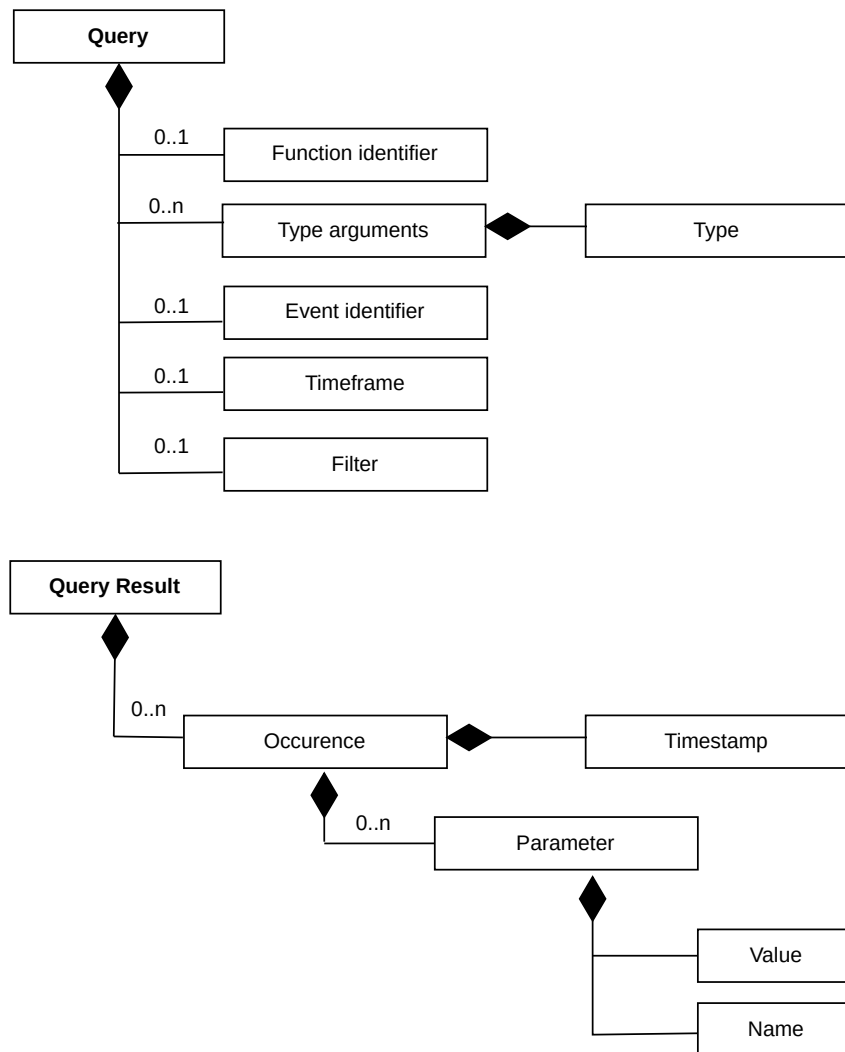 Query
0..1
Function identifier
0..n
Type arguments
Type
0..1
Event identifier
0..1
Timeframe
0..1
Filter
Query Result
0..n
Occurence
Timestamp
0..n
Parameter
Value
Name